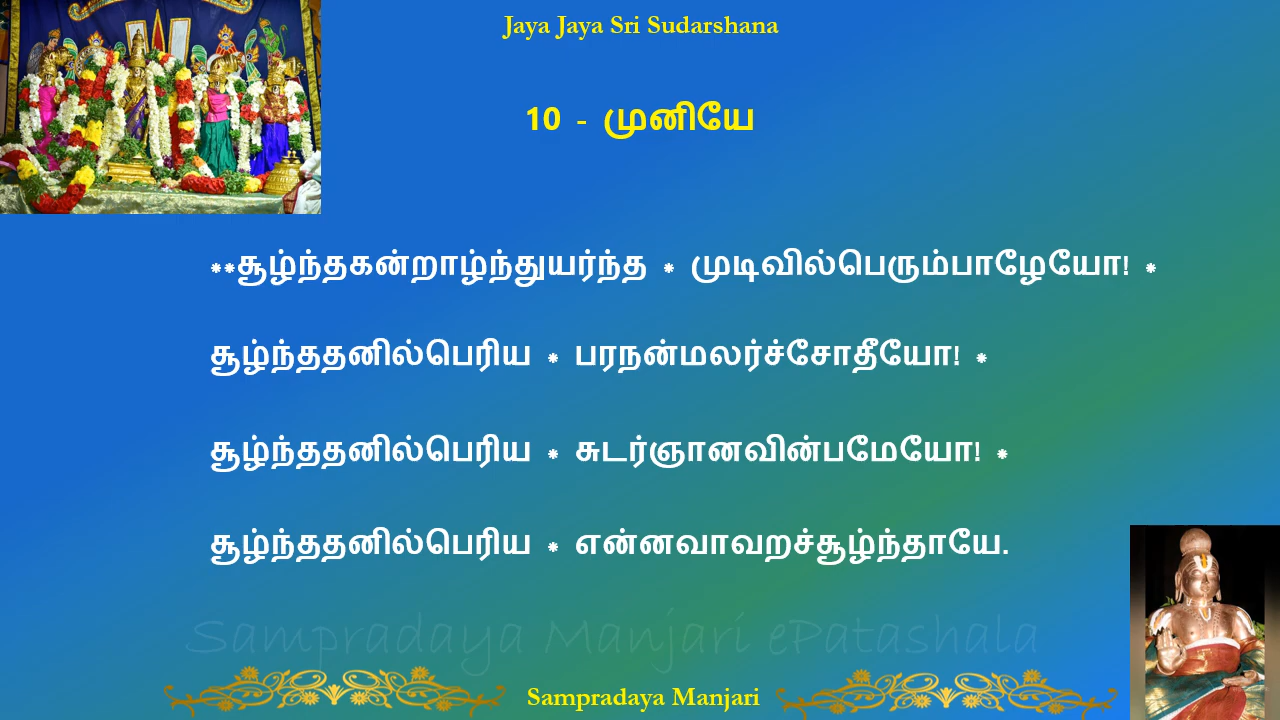 Jaya Jaya Sri Sudarshana
10 - முனியே
**சூழ்ந்தகன்றாழ்ந்துயர்ந்த * முடிவில்பெரும்பாழேயோ! *
சூழ்ந்ததனில்பெரிய * பரநன்மலர்ச்சோதீயோ! *
சூழ்ந்ததனில்பெரிய * சுடர்ஞானவின்பமேயோ! *
சூழ்ந்ததனில்பெரிய * என்னவாவறச்சூழ்ந்தாயே.
Sampradaya Manjari ePatashala
Sampradaya Manjari